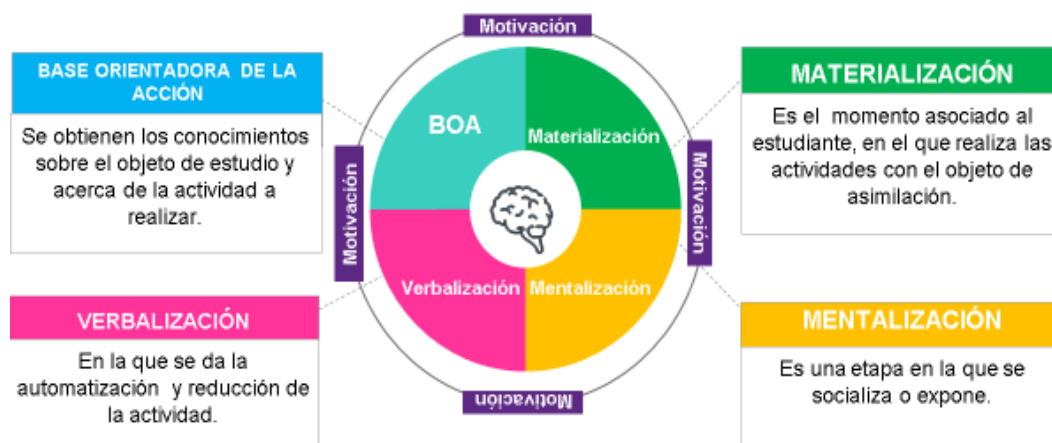 Motivación
BASE ORIENTADORA DE LA
ACCIÓN
Se obtienen los conocimientos
sobre el objeto de estudio y
acerca de la actividad a
realizar.
MATERIALIZACIÓN
Es el momento asociado al
estudiante, en el que realiza las
actividades con el objeto de
asimilación.
BOA
Materialización
Motivación
Motivación
Verbalización
Mentalización
VERBALIZACIÓN
En la que se da la
automatización y reducción de
la actividad.
MENTALIZACIÓN
Es una etapa en la que se
socializa o expone.
Motivación